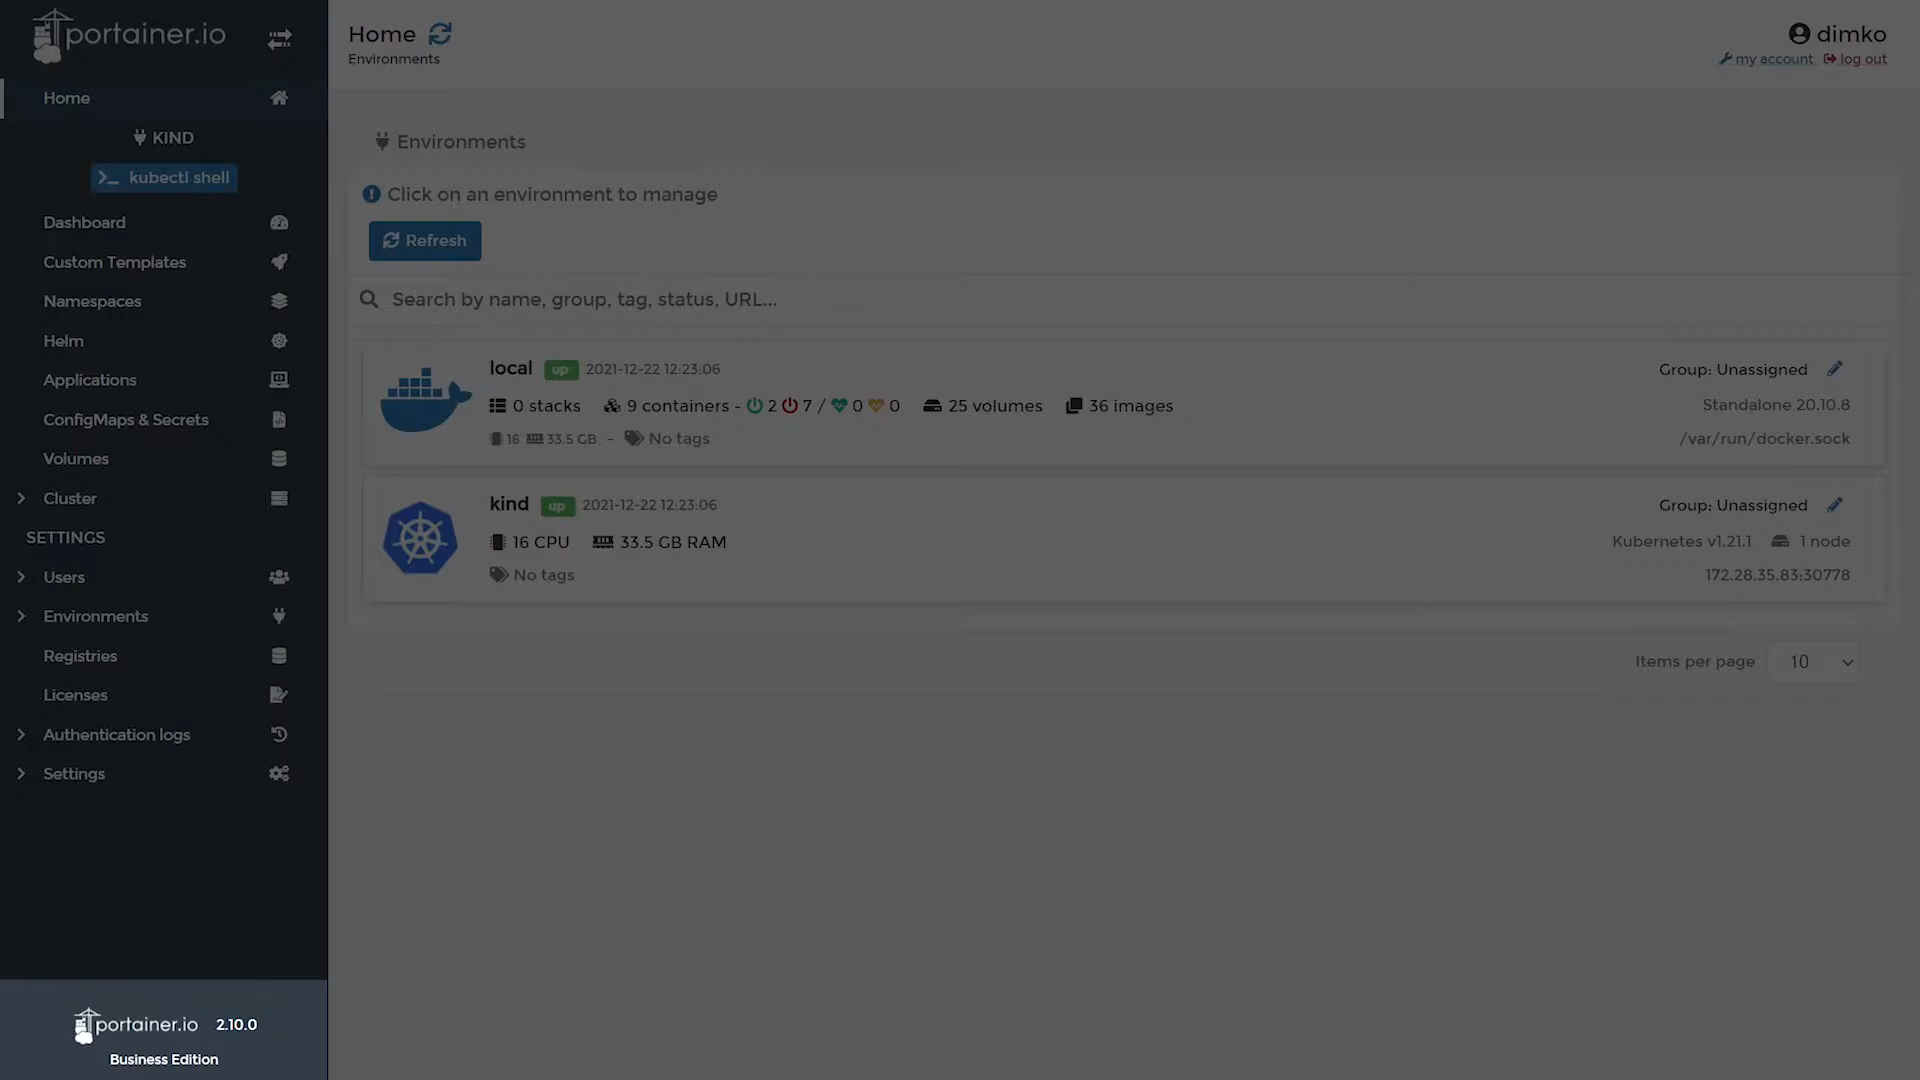 portainer.io
Home
KIND
kubectl shell
Dashboard
Custom Templates
Namespaces
Helm
Applications
ConfigMaps & Secrets
Volumes
Cluster
SETTINGS
Users
Environments
Registries
Licenses
Authentication logs
Settings
portainer.io 2.10.0
Business Edition
Home
Environments
dimko
my account log out
Environments
Click on an environment to manage
Refresh
Search by name, group, tag, status, URL...
local up 2021-12-22 12:23:06 Group: Unassigned
0 stacks 9 containers - 2 7 / 0 0 25 volumes 36 images Standalone 20.10.8
16 33.5 GB - No tags /var/run/docker.sock
kind up 2021-12-22 12:23:06 Group: Unassigned
16 CPU 33.5 GB RAM Kubernetes v1.21.1 1 node
No tags 172.28.35.83:30778
Items per page 10